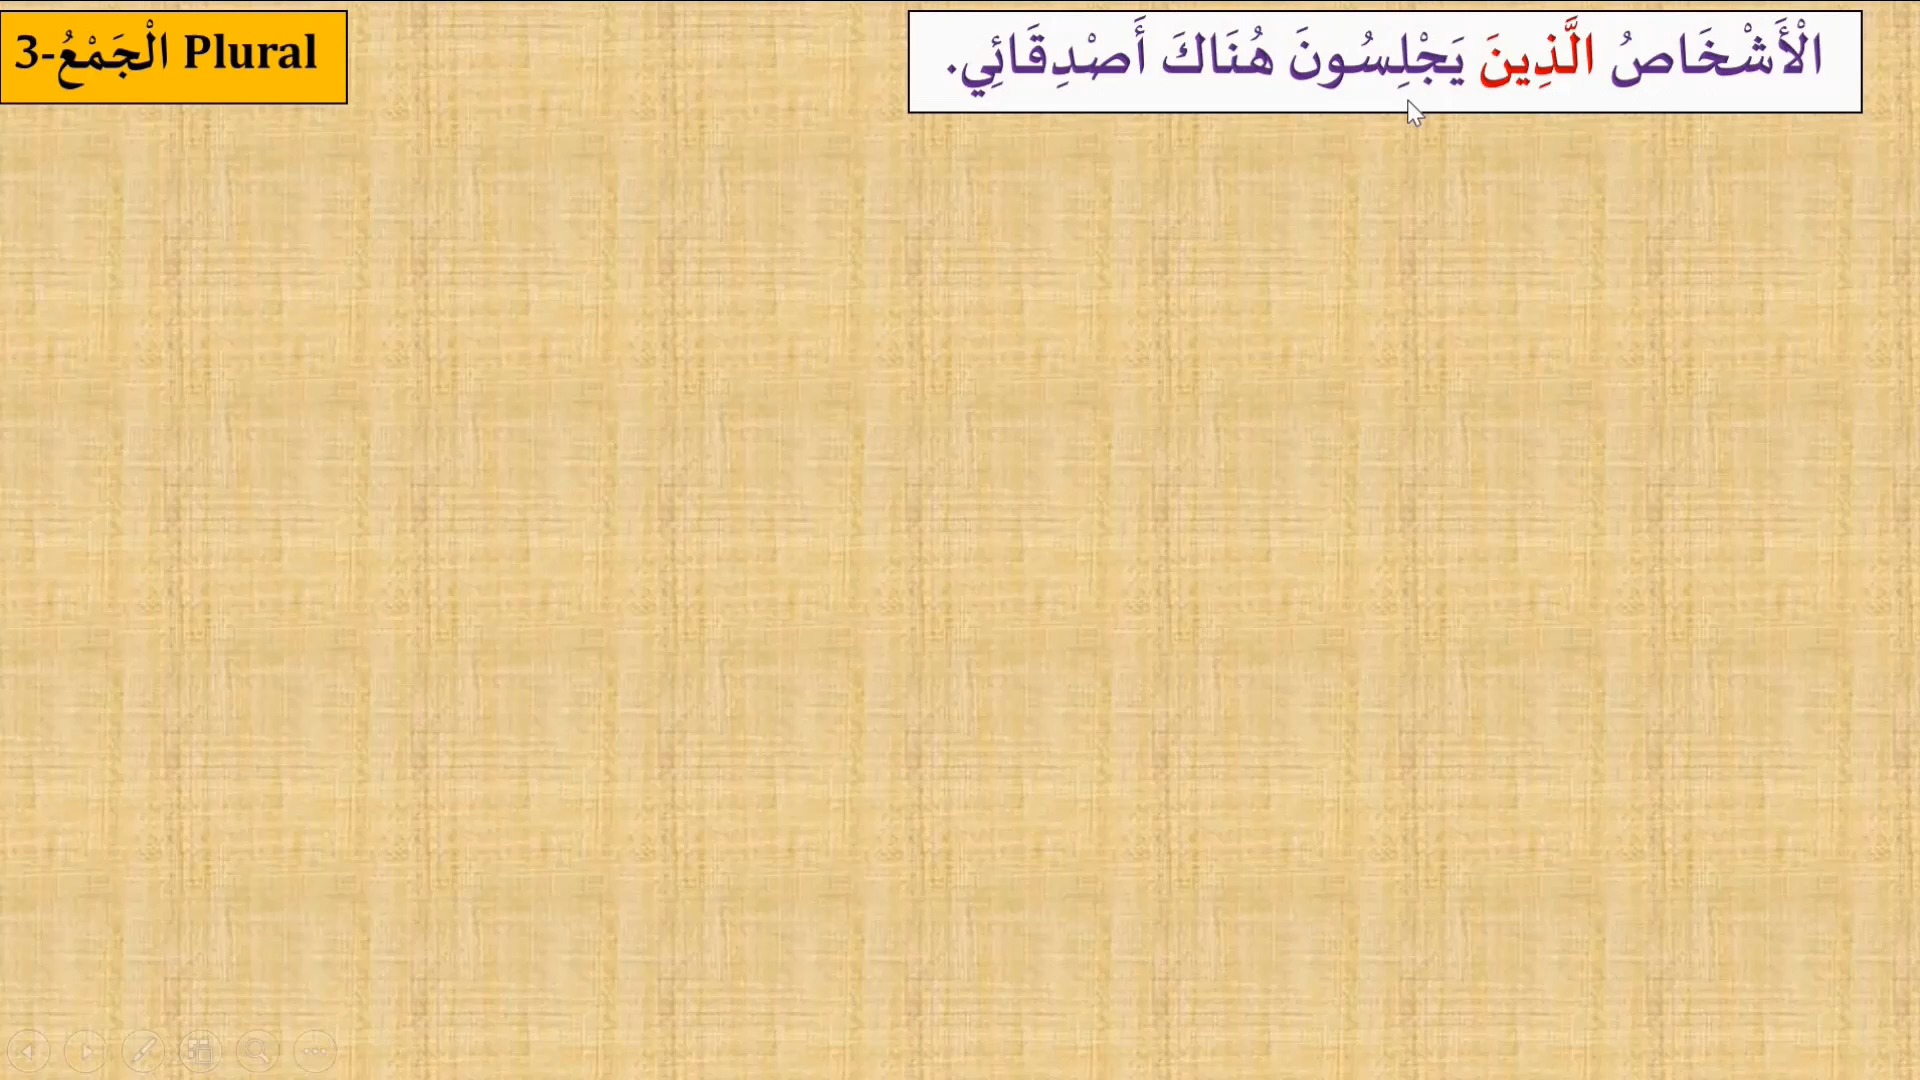 3-الْجَمْعُ Plural
الْأَشْخَاصُ الَّذِينَ يَجْلِسُونَ هُنَاكَ أَصْدِقَائِي.